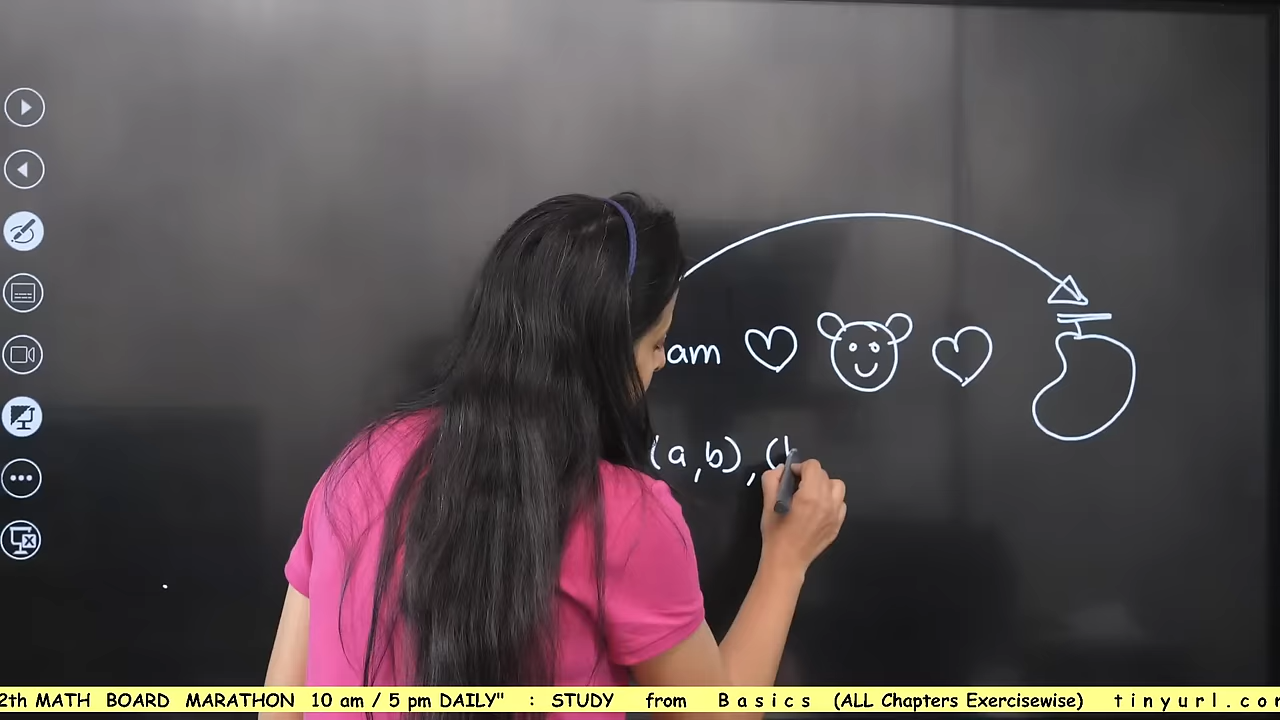 am
(a,b),(b
2th MATH BOARD MARATHON 10 am / 5 pm DAILY" : STUDY from Basics (ALL Chapters Exercisewise) tinyurl.co